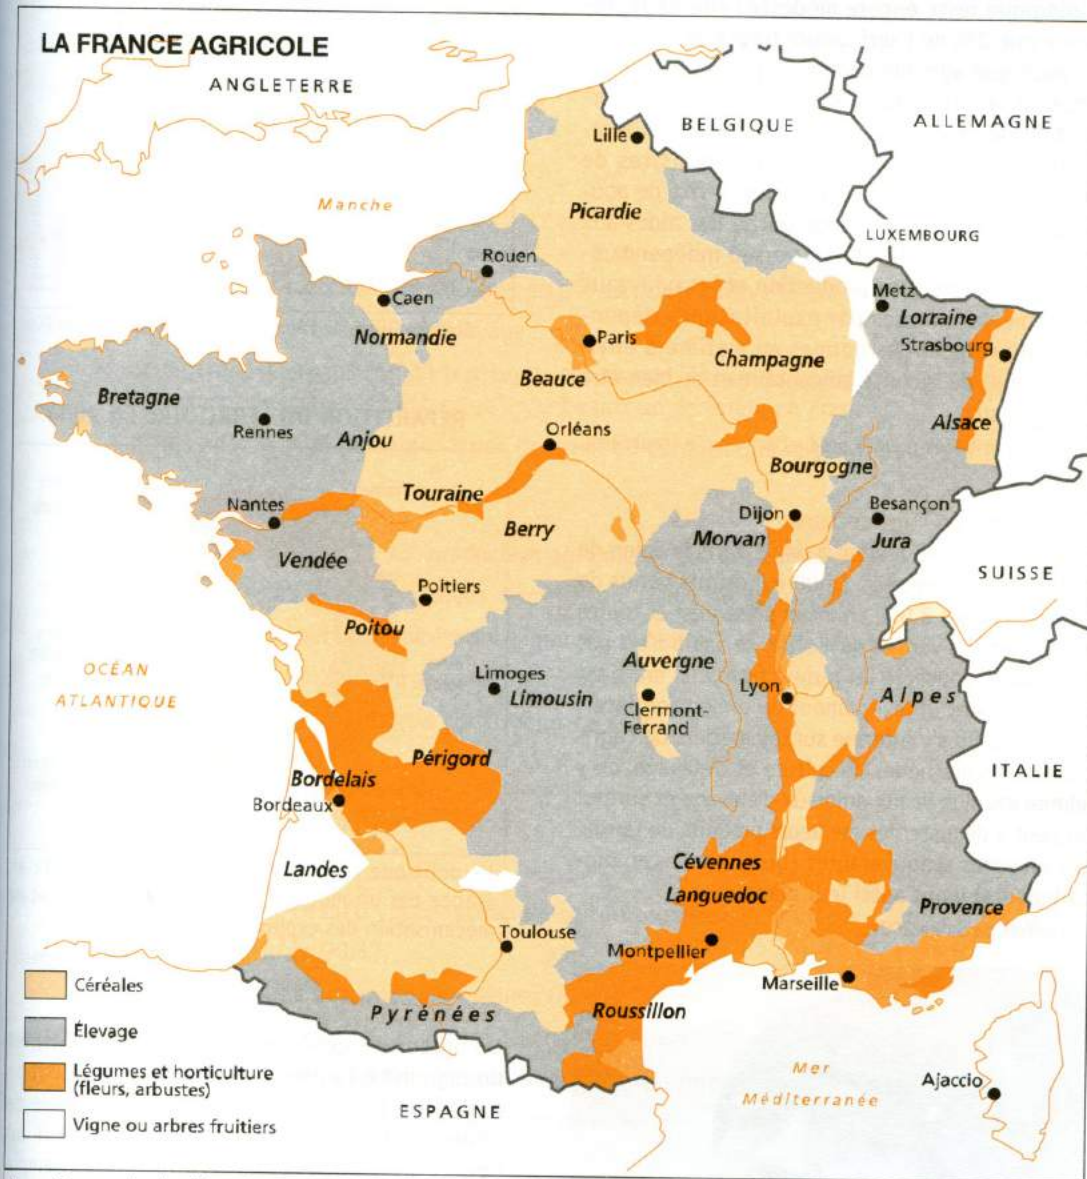 LA FRANCE AGRICOLE
ANGLETERRE
BELGIQUE
ALLEMAGNE
Lille
Manche
Picardie
LUXEMBOURG
Rouen
Metz
Caen
Lorraine
Normandie
Paris
Strasbourg
Champagne
Beauce
Bretagne
Alsace
Rennes
Anjou
Orléans
Bourgogne
Touraine
Nantes
Besançon
Berry
Dijon
Morvan
Jura
Vendée
SUISSE
Poitiers
Poitou
OCÉAN
ATLANTIQUE
Auvergne
Limoges
Limousin
Lyon
Alpes
Clermont-
Ferrand
Périgord
Bordelais
ITALIE
Bordeaux
Landes
Cévennes
Languedoc
Provence
Toulouse
Montpellier
Marseille
Céréales
Roussillon
Pyrénées
Élevage
Légumes et horticulture
(fleurs, arbustes)
Mer
Méditerranée
Ajaccio
ESPAGNE
Vigne ou arbres fruitiers